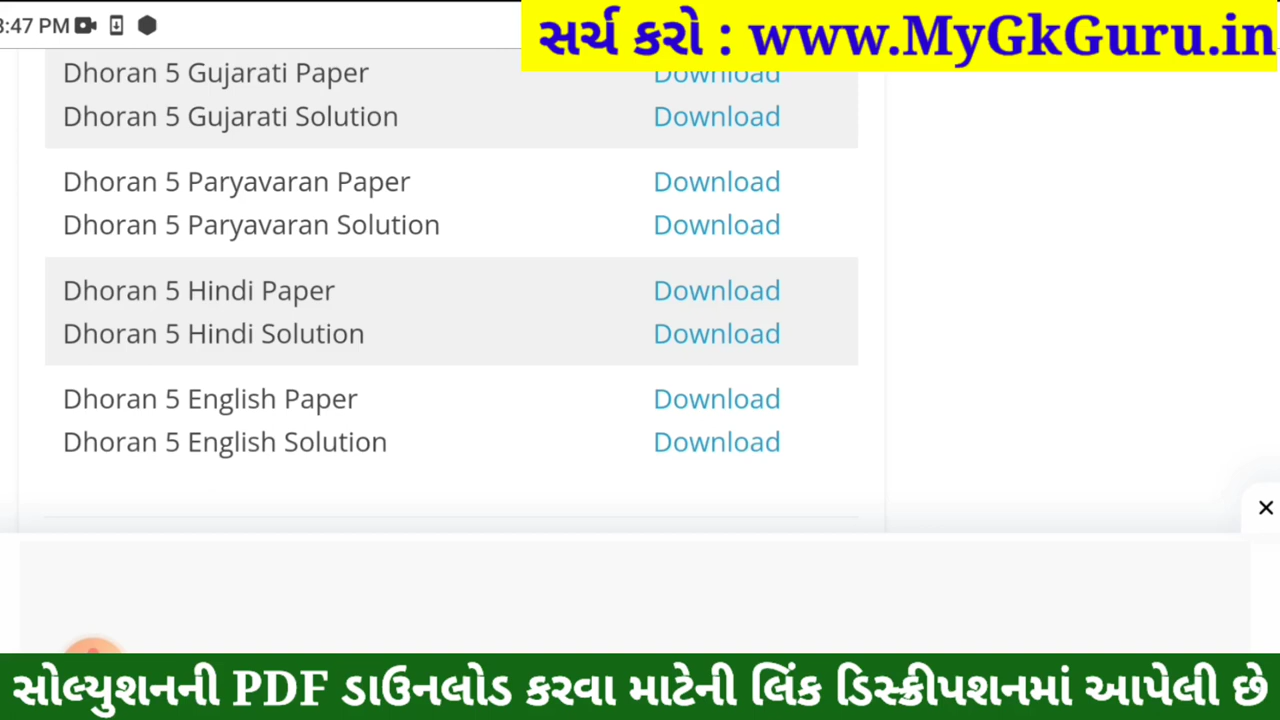 3:47 PM
સર્ચ કરો : www.MyGkGuru.in
Dhoran 5 Gujarati Paper Download
Dhoran 5 Gujarati Solution Download
Dhoran 5 Paryavaran Paper Download
Dhoran 5 Paryavaran Solution Download
Dhoran 5 Hindi Paper Download
Dhoran 5 Hindi Solution Download
Dhoran 5 English Paper Download
Dhoran 5 English Solution Download
સોલ્યુશનની PDF ડાઉનલોડ કરવા માટેની લિંક ડિસ્ક્રીપશનમાં આપેલી છે